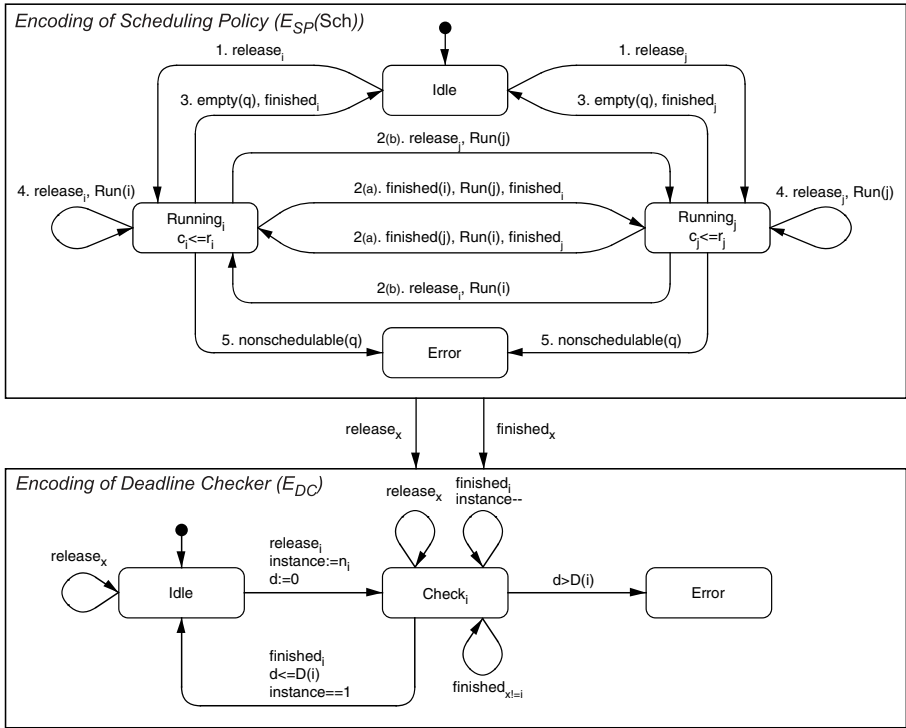 Encoding of Scheduling Policy (E_SP(Sch))
1. release_i
1. release_j
Idle
3. empty(q), finished_i
3. empty(q), finished_j
2(b). release_j, Run(j)
4. release_i, Run(i)
2(a). finished(i), Run(j), finished_i
4. release_j, Run(j)
Running_i
c_i<=r_i
Running_j
c_j<=r_j
2(a). finished(j), Run(i), finished_j
2(b). release_i, Run(i)
5. nonschedulable(q)
Error
5. nonschedulable(q)
release_x
finished_x
Encoding of Deadline Checker (E_DC)
release_x
finished_i
instance--
release_x
release_i
instance:=n_i
d:=0
Idle
Check_i
d>D(i)
Error
finished_i
d<=D(i)
instance==1
finished_x!=i